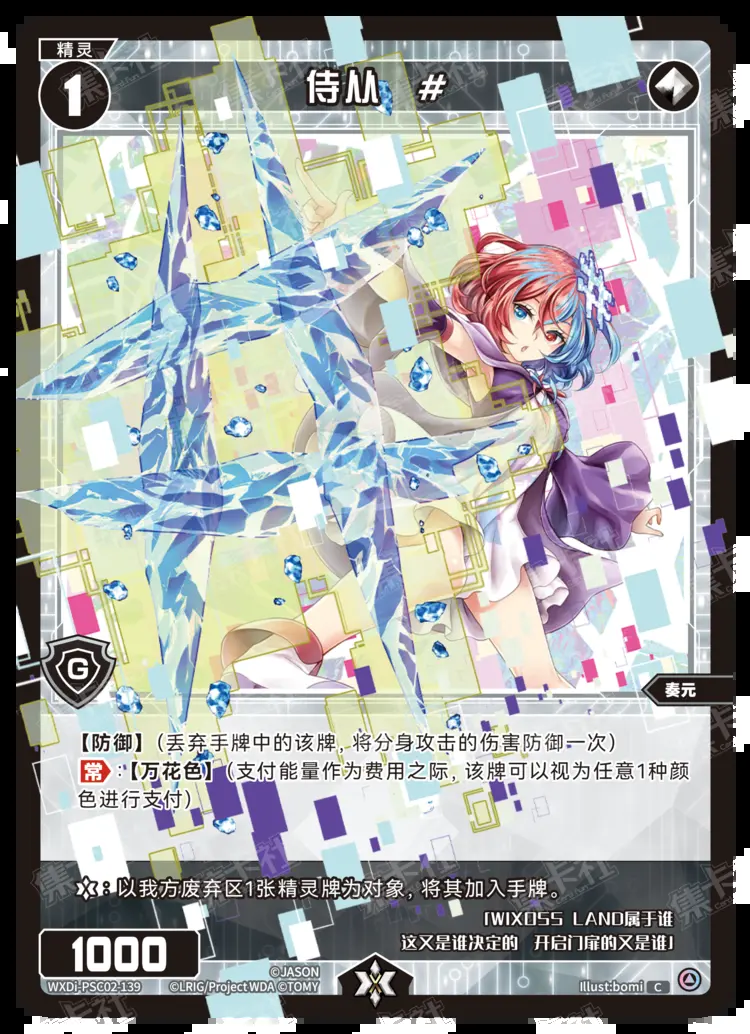 精灵
1
侍从 #
G
奏元
【防御】（丢弃手牌中的该牌，将分身攻击的伤害防御一次）
常：【万花色】（支付能量作为费用之际，该牌可以视为任意1种颜
色进行支付）
：以我方废弃区1张精灵牌为对象，将其加入手牌。
「WIXOSS LAND属于谁
这又是谁决定的 开启门扉的又是谁」
1000
©JASON
WXDi-PSC02-139 ©LRIG/Project WDA ©TOMY
Illust:bomi C
集卡社